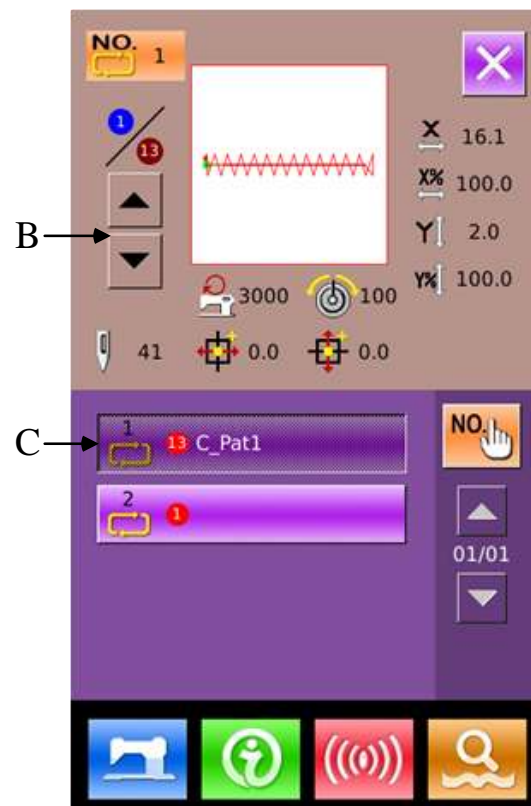 NO. 1
1
13
X 16.1
X% 100.0
B
Y 2.0
Y% 100.0
3000 100
41 0.0 0.0
C
1 13 C_Pat1
NO.
2 1
01/01